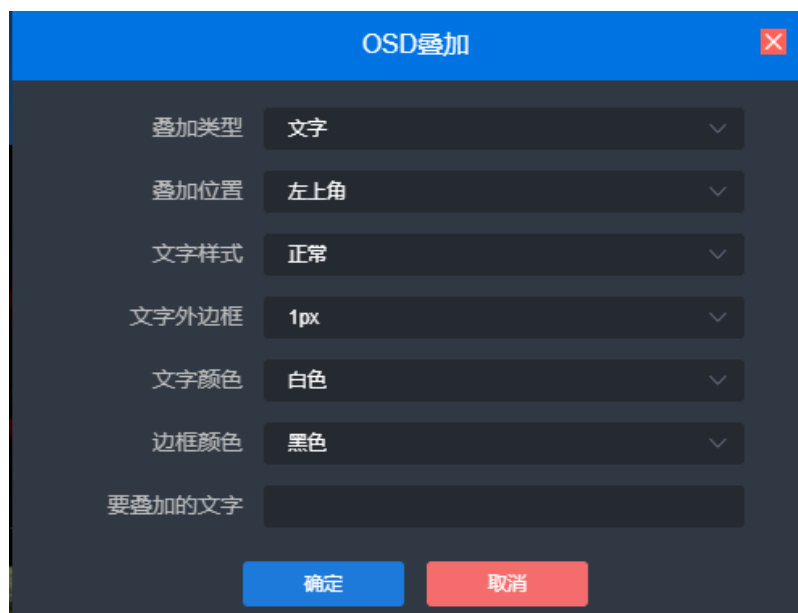 OSD叠加
叠加类型 文字
叠加位置 左上角
文字样式 正常
文字外边框 1px
文字颜色 白色
边框颜色 黑色
要叠加的文字
确定 取消